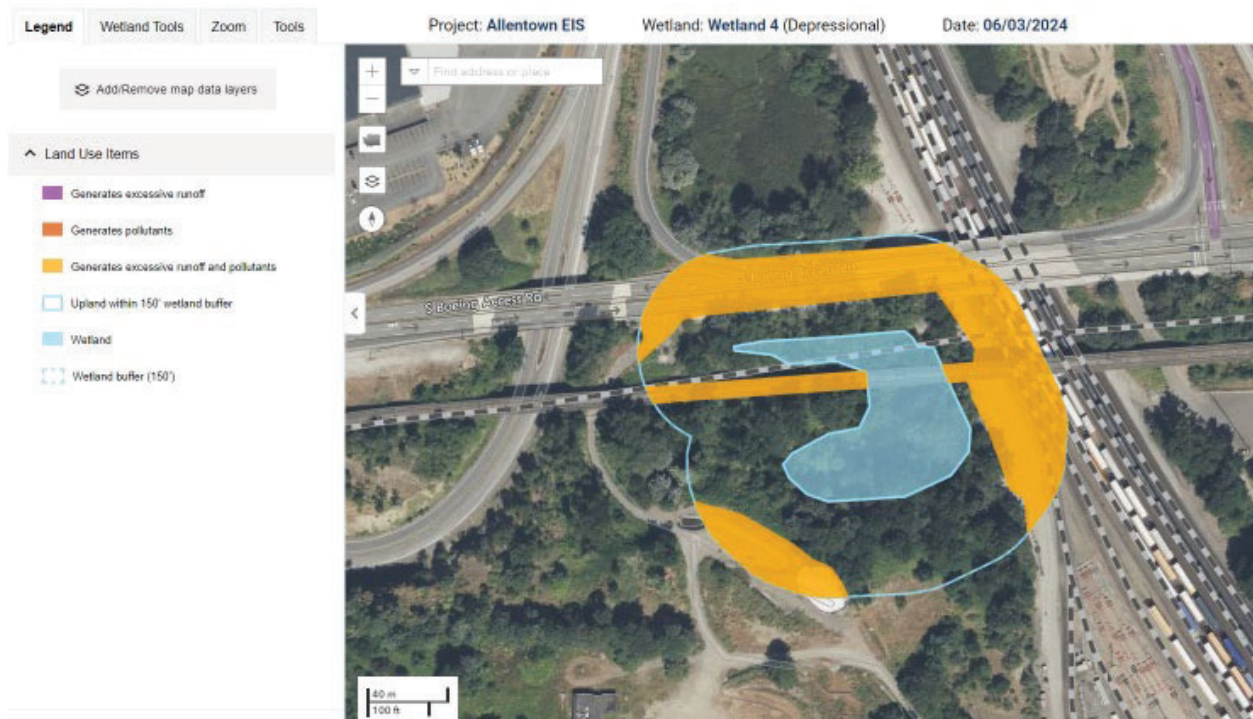 Legend
Wetland Tools
Zoom
Tools
Project: Allentown EIS
Wetland: Wetland 4 (Depressional)
Date: 06/03/2024
Find address or place
Add/Remove map data layers
Land Use Items
Generates excessive runoff
Generates pollutants
Generates excessive runoff and pollutants
Upland within 150' wetland buffer
Wetland
Wetland buffer (150')
S Boeing Access Rd
40 m
100 ft